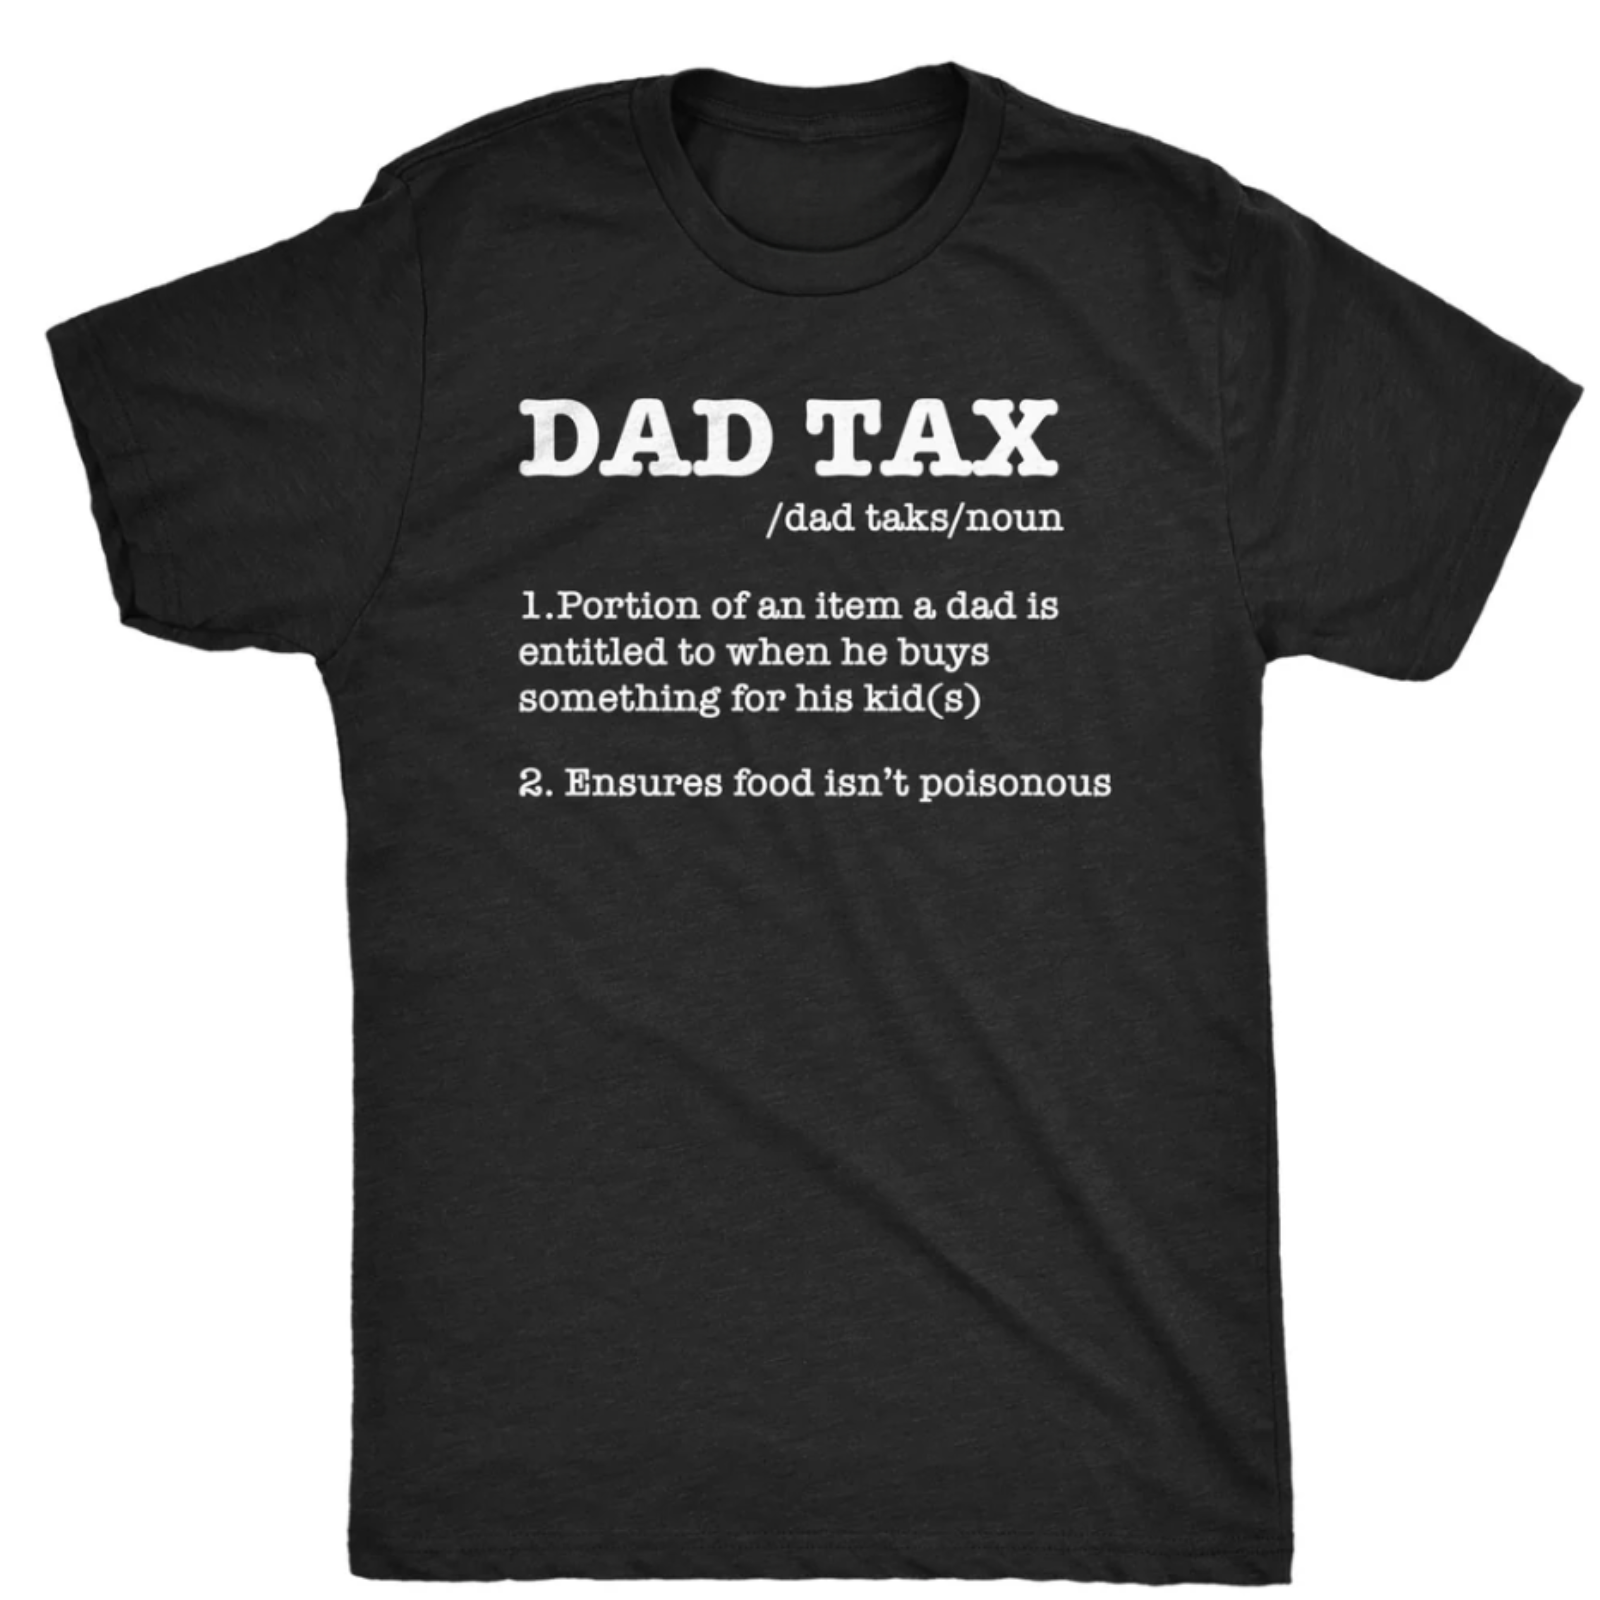 DAD TAX
/dad taks/noun
1.Portion of an item a dad is
entitled to when he buys
something for his kid(s)
2. Ensures food isn't poisonous